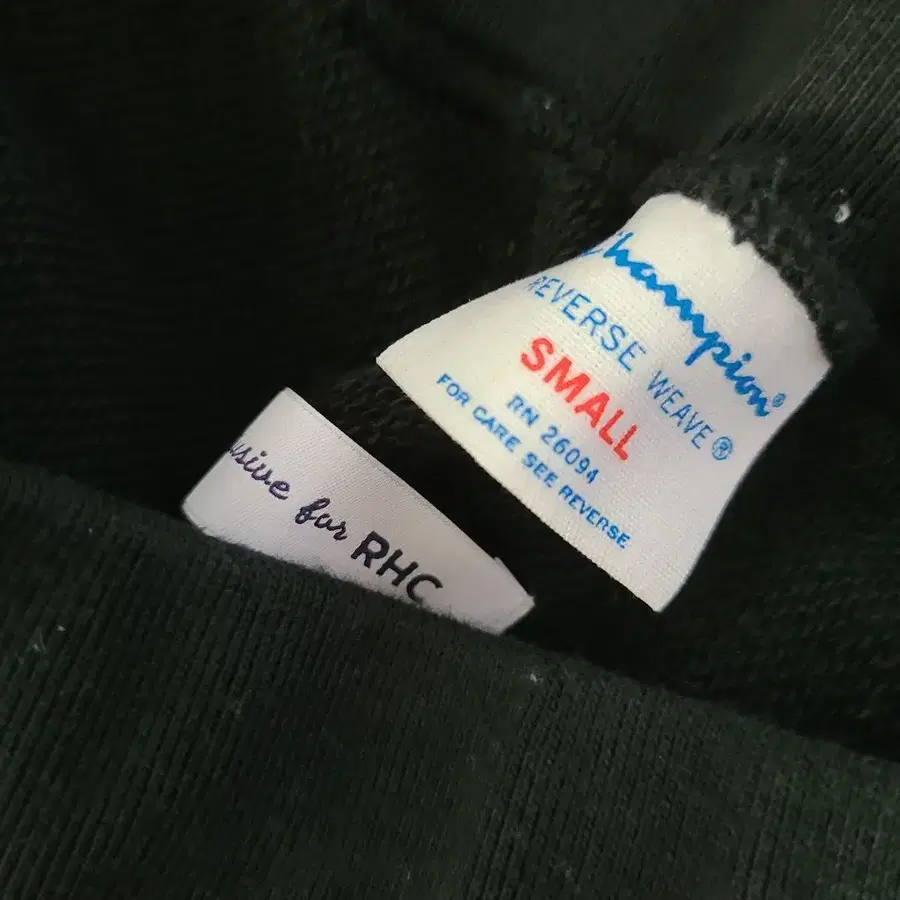 Champion®
REVERSE WEAVE®
SMALL
RN 26094
FOR CARE SEE REVERSE
usive for RHC